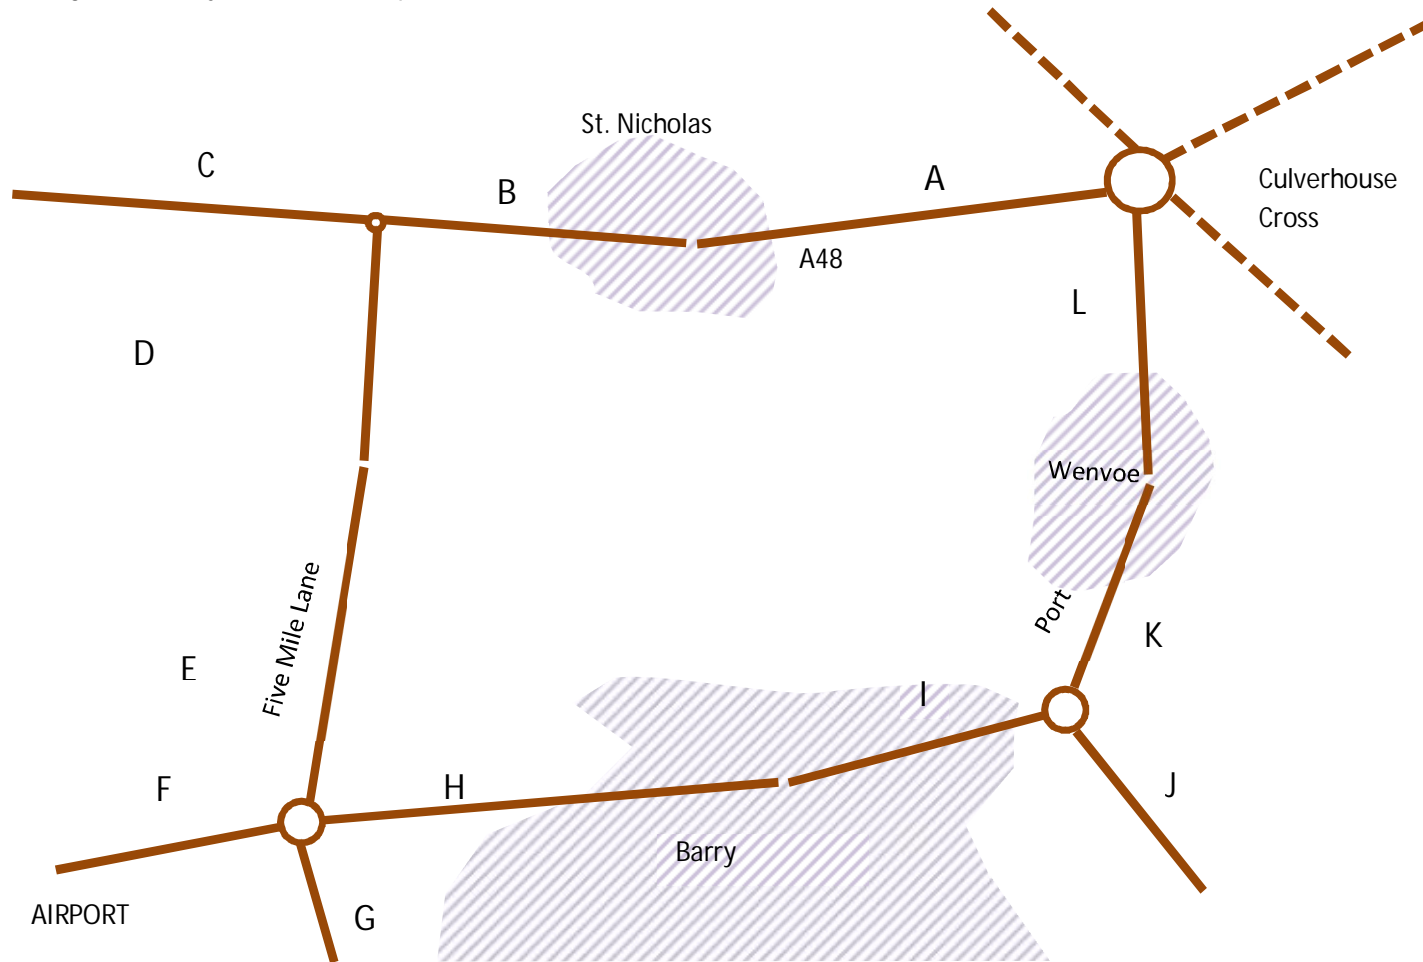 St. Nicholas
C
B
A
Culverhouse
Cross
A48
L
D
Wenvoe
Five Mile Lane
Port
K
E
I
F
H
J
Barry
AIRPORT
G